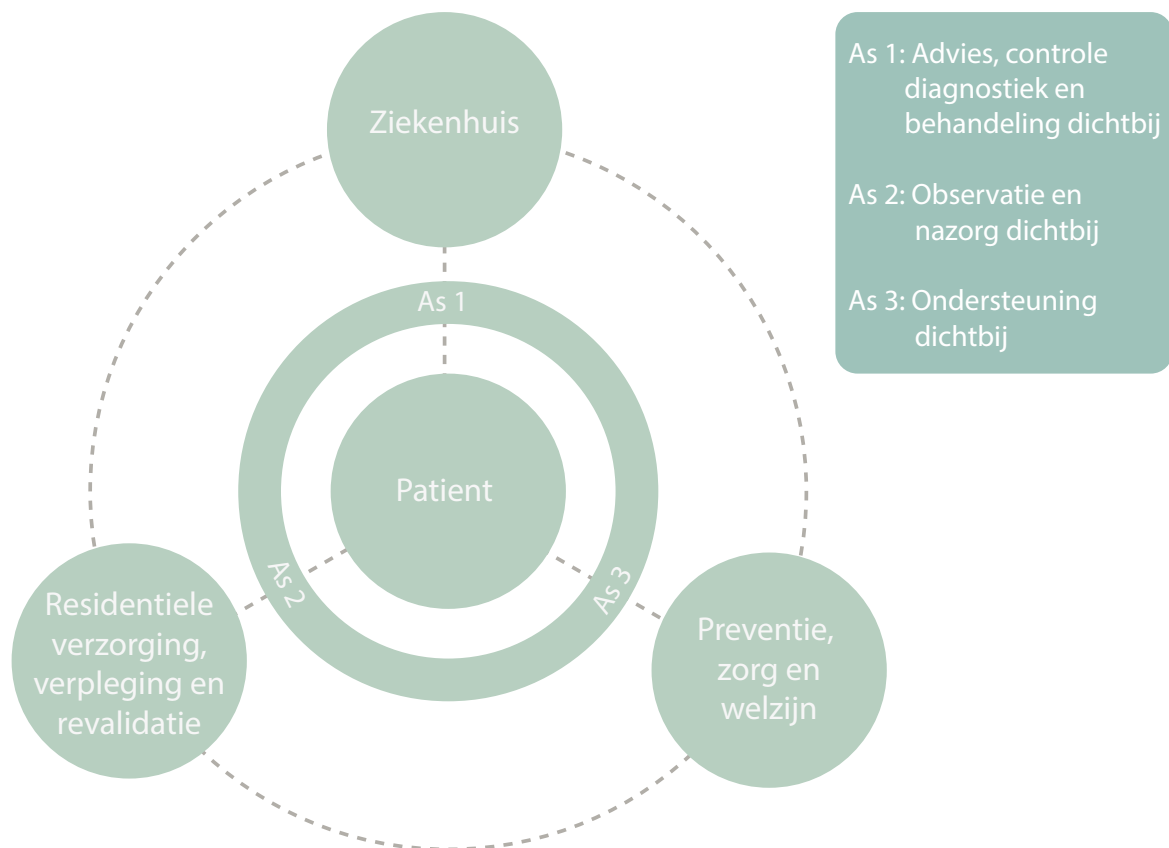 Ziekenhuis
As 1
Patient
As 2
As 3
Residentiele
verzorging,
verpleging en
revalidatie
Preventie,
zorg en
welzijn
As 1: Advies, controle
diagnostiek en
behandeling dichtbij
As 2: Observatie en
nazorg dichtbij
As 3: Ondersteuning
dichtbij